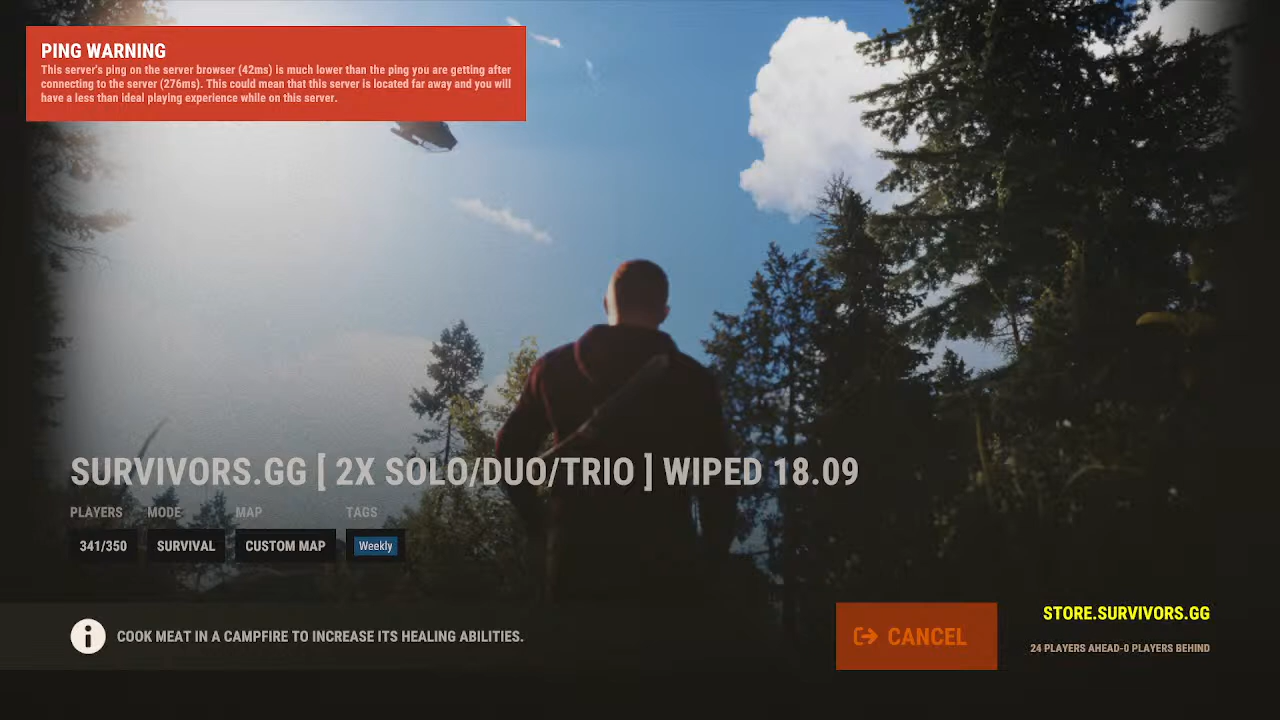 PING WARNING
This server's ping on the server browser (42ms) is much lower than the ping you are getting after
connecting to the server (276ms). This could mean that this server is located far away and you will
have a less than ideal playing experience while on this server.
SURVIVORS.GG [ 2X SOLO/DUO/TRIO ] WIPED 18.09
PLAYERS MODE MAP TAGS
341/350 SURVIVAL CUSTOM MAP Weekly
COOK MEAT IN A CAMPFIRE TO INCREASE ITS HEALING ABILITIES.
CANCEL
STORE.SURVIVORS.GG
24 PLAYERS AHEAD-0 PLAYERS BEHIND